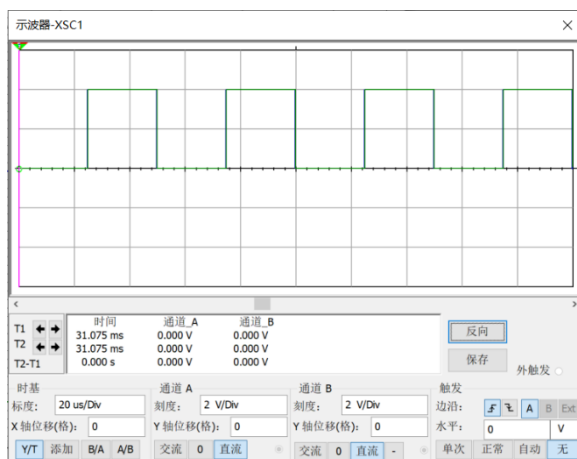 示波器-XSC1
时间 通道_A 通道_B
T1 31.075 ms 0.000 V 0.000 V
T2 31.075 ms 0.000 V 0.000 V
T2-T1 0.000 s 0.000 V 0.000 V
反向
保存
外触发
时基 通道 A 通道 B 触发
标度: 20 us/Div 刻度: 2 V/Div 刻度: 2 V/Div 边沿: A B Ext
X 轴位移(格): 0 Y 轴位移(格): 0 Y 轴位移(格): 0 水平: 0 V
Y/T 添加 B/A A/B 交流 0 直流 交流 0 直流 - 单次 正常 自动 无